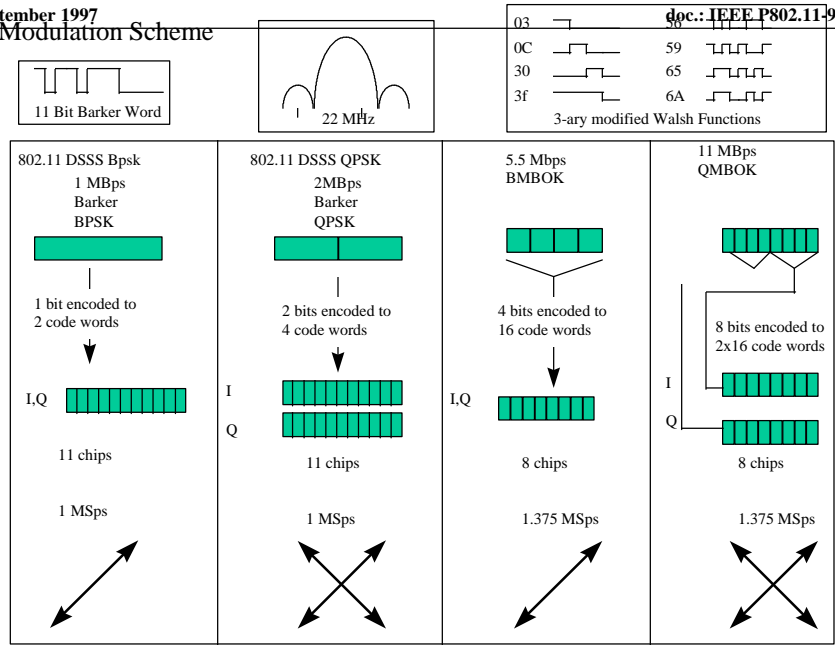 tember 1997
doc.: IEEE P802.11-9
Modulation Scheme
11 Bit Barker Word
22 MHz
03
0C
30
3f
56
59
65
6A
3-ary modified Walsh Functions
802.11 DSSS Bpsk
1 MBps
Barker
BPSK
1 bit encoded to
2 code words
I,Q
11 chips
1 MSps
802.11 DSSS QPSK
2MBps
Barker
QPSK
2 bits encoded to
4 code words
I
Q
11 chips
1 MSps
5.5 Mbps
BMBOK
4 bits encoded to
16 code words
I,Q
8 chips
1.375 MSps
11 MBps
QMBOK
8 bits encoded to
2x16 code words
I
Q
8 chips
1.375 MSps